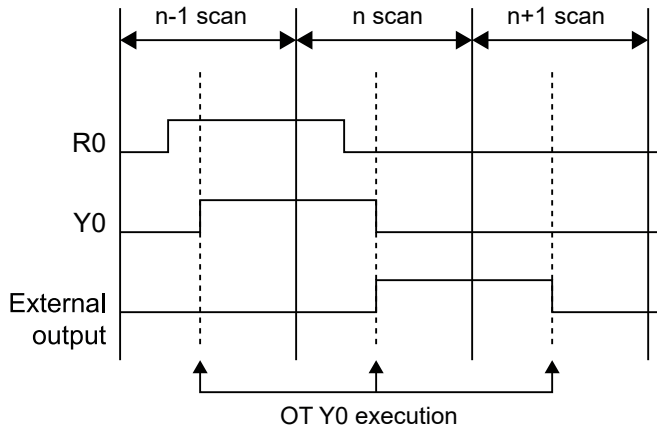 n-1 scan n scan n+1 scan
R0
Y0
External
output
OT Y0 execution